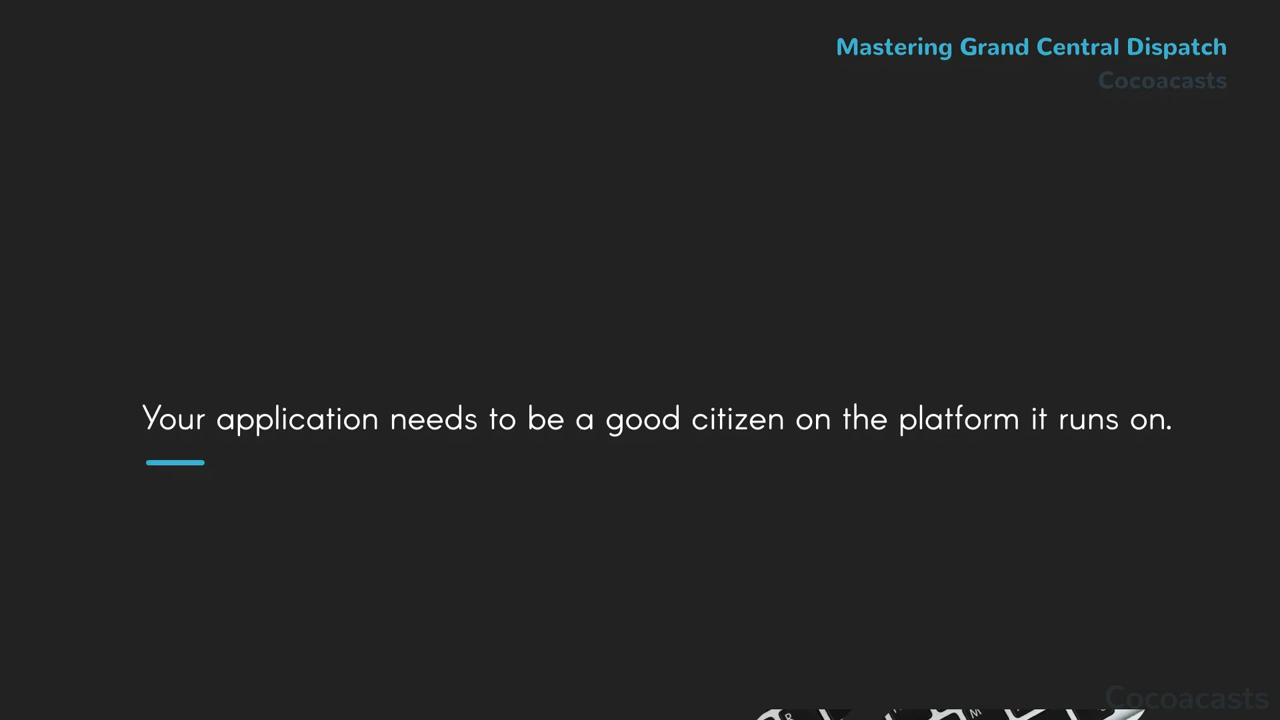 Mastering Grand Central Dispatch
Cocoacasts
Your application needs to be a good citizen on the platform it runs on.
Cocoacasts